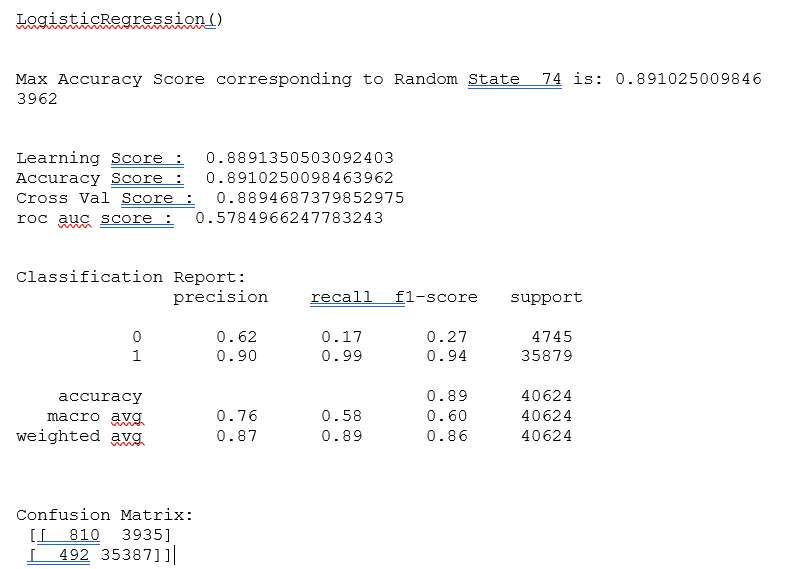 LogisticRegression()
Max Accuracy Score corresponding to Random State  74 is: 0.891025009846
3962
Learning Score :  0.8891350503092403
Accuracy Score :  0.8910250098463962
Cross Val Score :  0.8894687379852975
roc auc score :  0.5784966247783243
Classification Report:
               precision    recall  f1-score   support
           0       0.62      0.17      0.27      4745
           1       0.90      0.99      0.94     35879
    accuracy                           0.89     40624
   macro avg       0.76      0.58      0.60     40624
weighted avg       0.87      0.89      0.86     40624
Confusion Matrix:
 [[  810  3935]
 [  492 35387]]